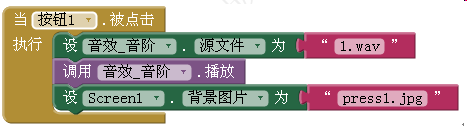 当 按钮1 . 被点击
执行 设 音效_音阶 . 源文件 为 “ 1.wav ”
调用 音效_音阶 . 播放
设 Screen1 . 背景图片 为 “ press1.jpg ”